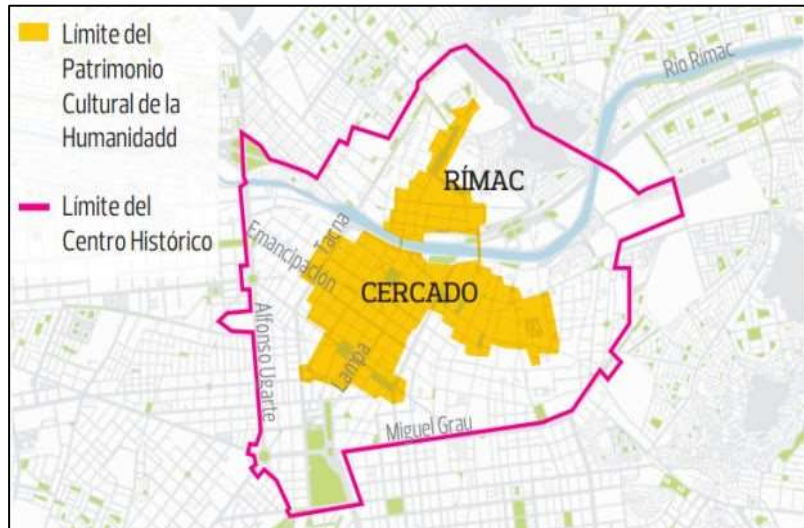 Límite del
Patrimonio
Cultural de la
Humanidadd
Límite del
Centro Histórico
Río Rímac
RÍMAC
Tacna
Emancipación
CERCADO
Alfonso Ugarte
Lampa
Miguel Grau